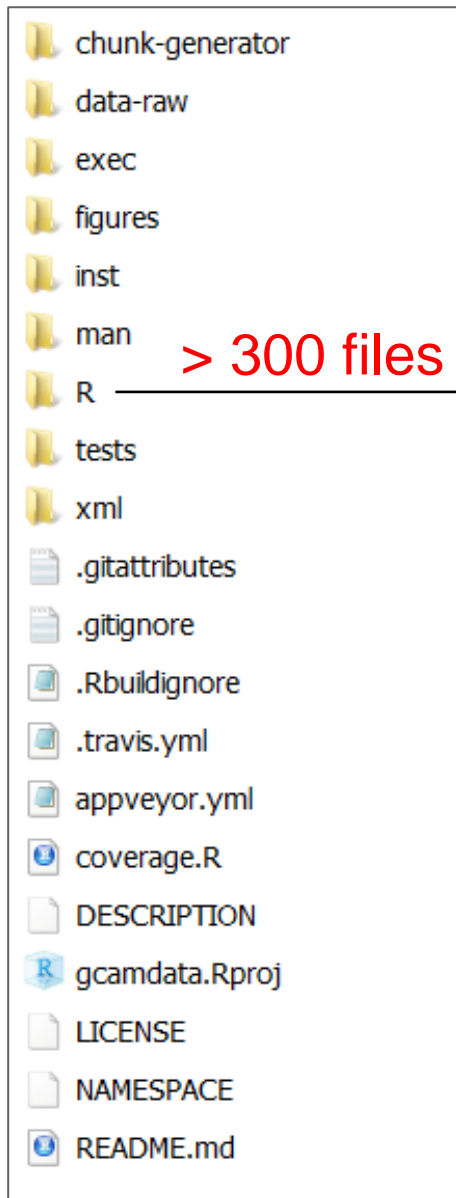 chunk-generator
data-raw
exec
figures
inst
man
> 300 files
R
tests
xml
.gitattributes
.gitignore
.Rbuildignore
.travis.yml
appveyor.yml
coverage.R
DESCRIPTION
gcamdata.Rproj
LICENSE
NAMESPACE
README.md